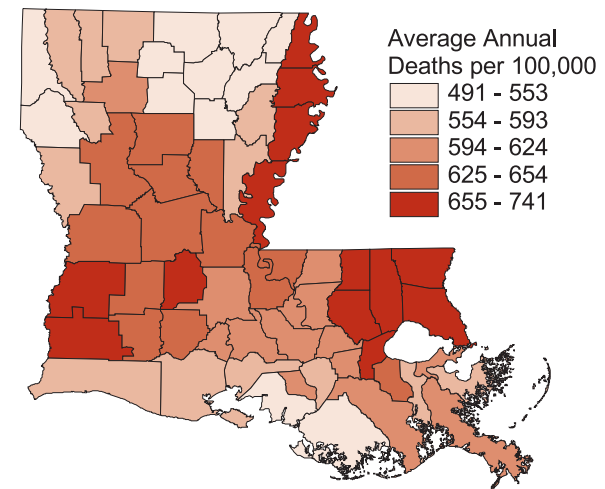 Average Annual
Deaths per 100,000
491 - 553
554 - 593
594 - 624
625 - 654
655 - 741